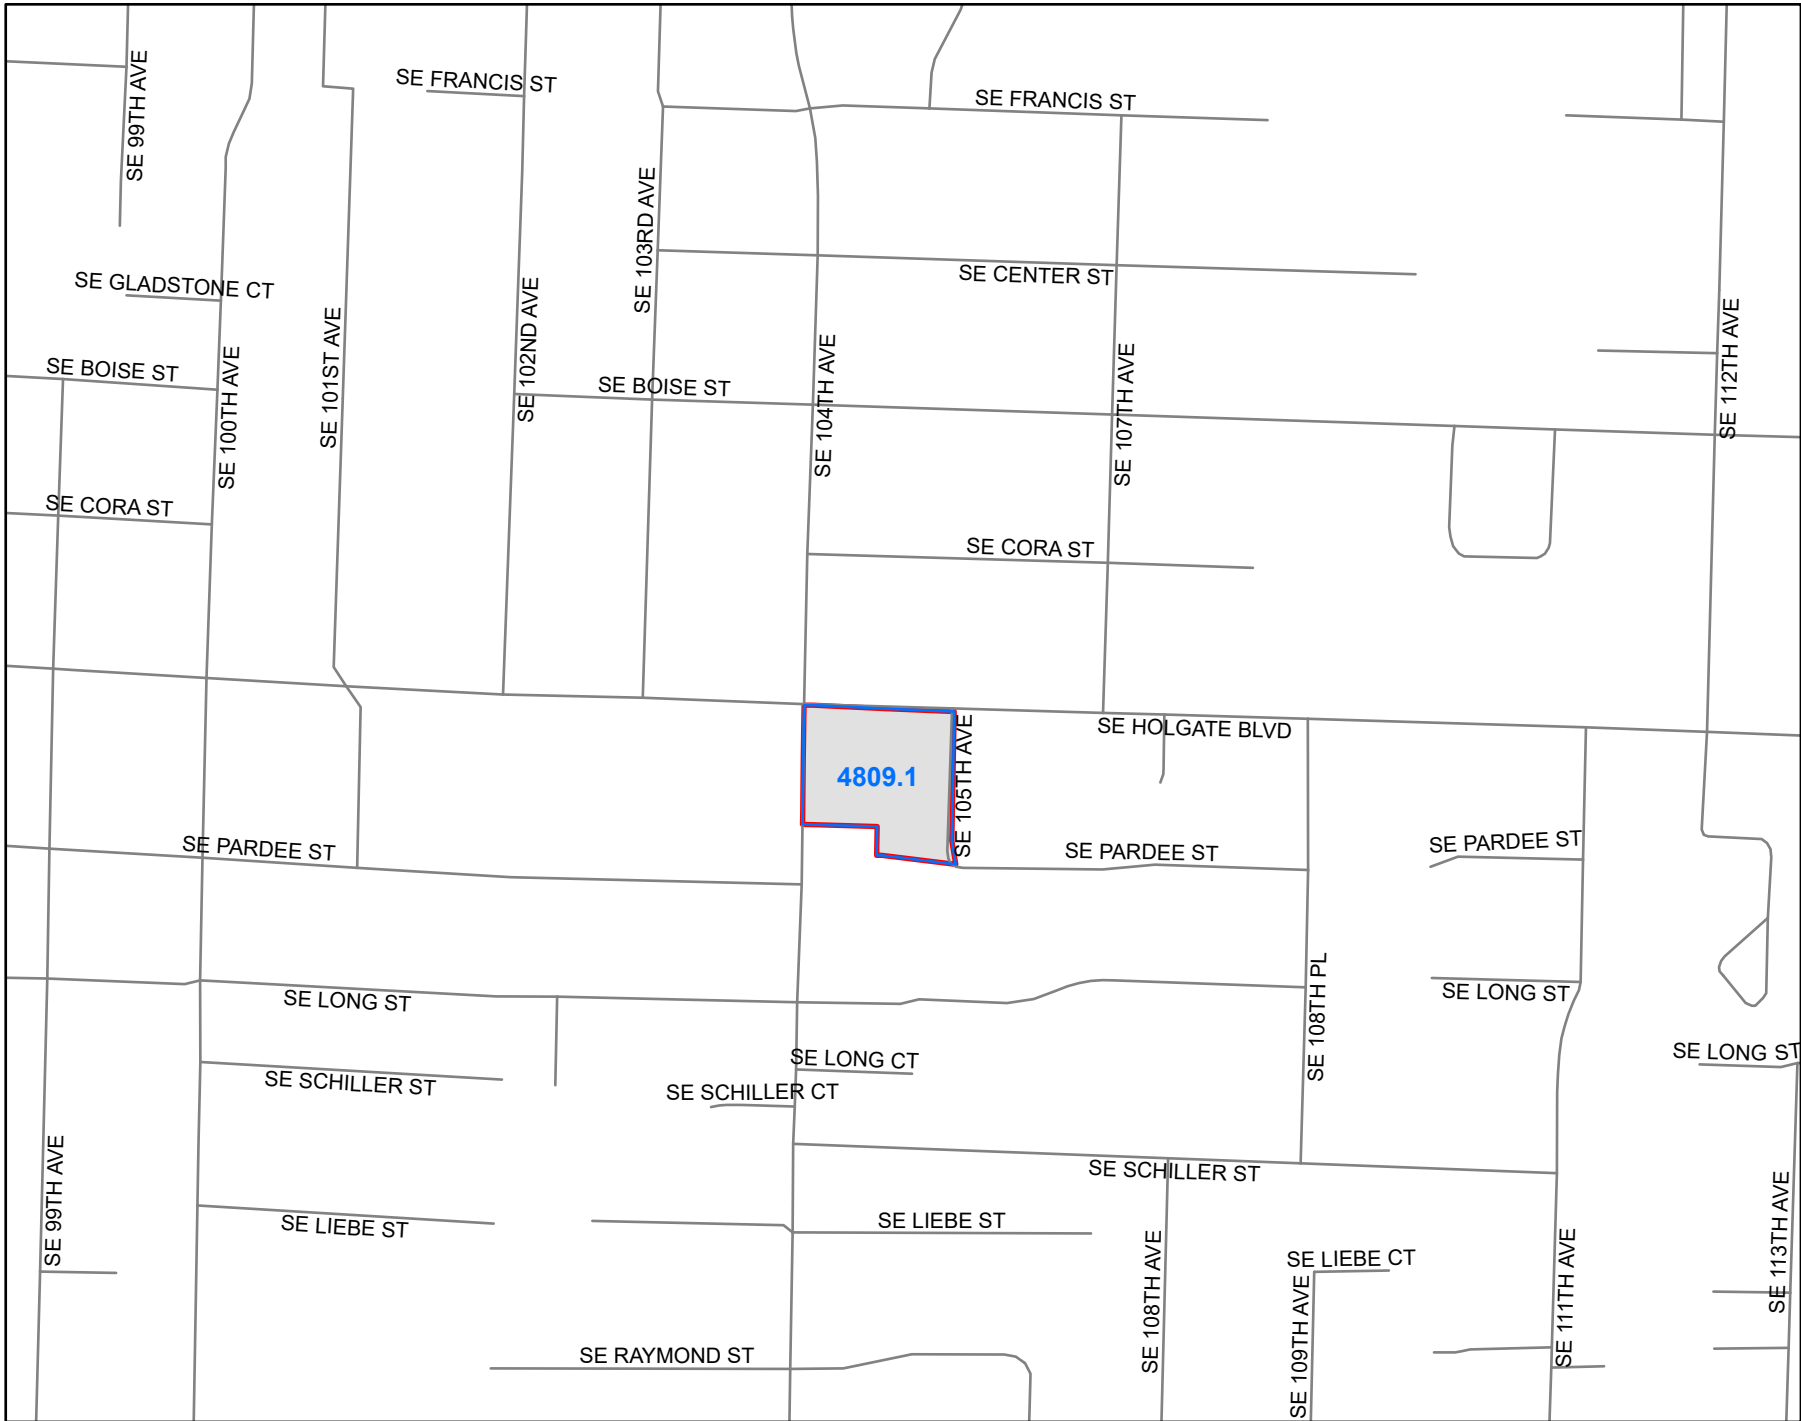 SE 99TH AVE
SE FRANCIS ST
SE FRANCIS ST
SE 103RD AVE
SE GLADSTONE CT
SE CENTER ST
SE 102ND AVE
SE 101ST AVE
SE 112TH AVE
SE 104TH AVE
SE 107TH AVE
SE 100TH AVE
SE BOISE ST
SE BOISE ST
SE CORA ST
SE CORA ST
SE HOLGATE BLVD
4809.1
SE 105TH AVE
SE PARDEE ST
SE PARDEE ST
SE PARDEE ST
SE LONG ST
SE LONG ST
SE 108TH PL
SE LONG CT
SE LONG ST
SE SCHILLER ST
SE SCHILLER CT
SE SCHILLER ST
SE 99TH AVE
SE LIEBE ST
SE LIEBE ST
SE 113TH AVE
SE LIEBE CT
SE 108TH AVE
SE 111TH AVE
SE 109TH AVE
SE RAYMOND ST